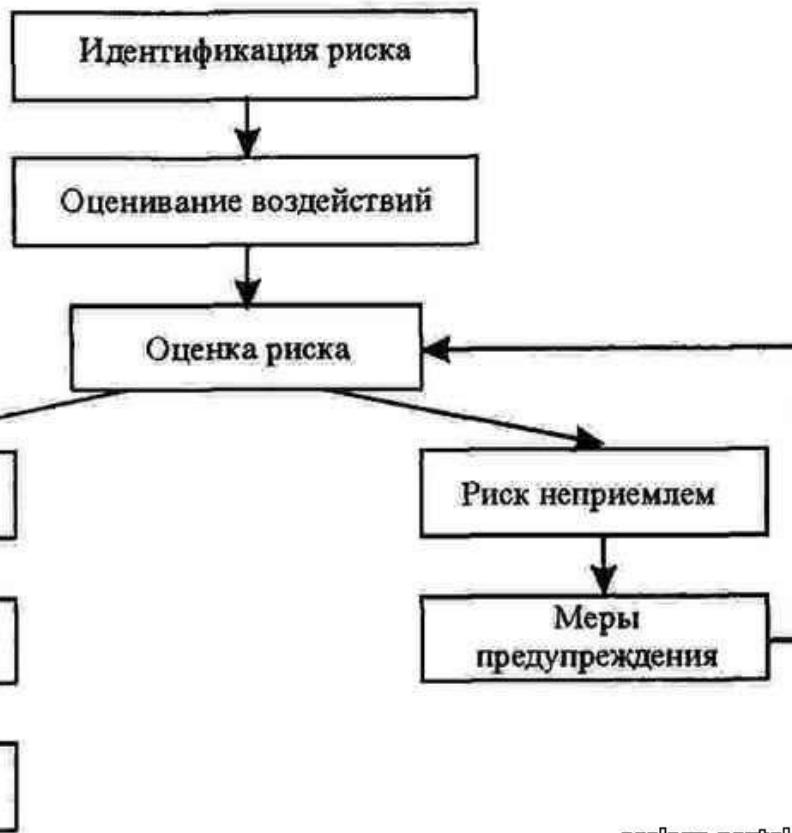 Идентификация риска
Оценивание воздействий
Оценка риска
Риск неприемлем
Меры
предупреждения